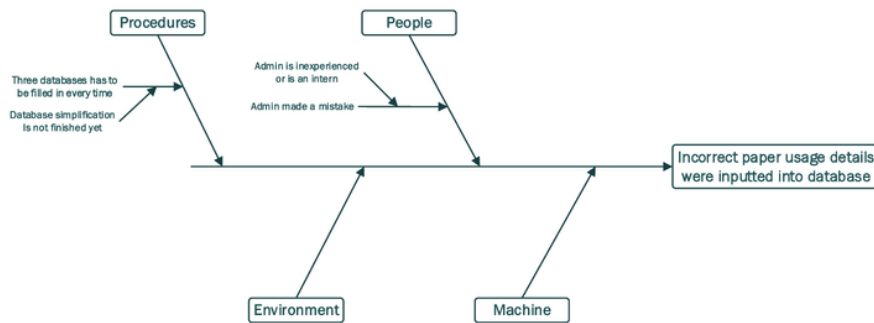 Procedures
People
Three databases has to
be filled in every time
Database simplification
Is not finished yet
Admin is inexperienced
or is an intern
Admin made a mistake
Incorrect paper usage details
were inputted into database
Environment
Machine